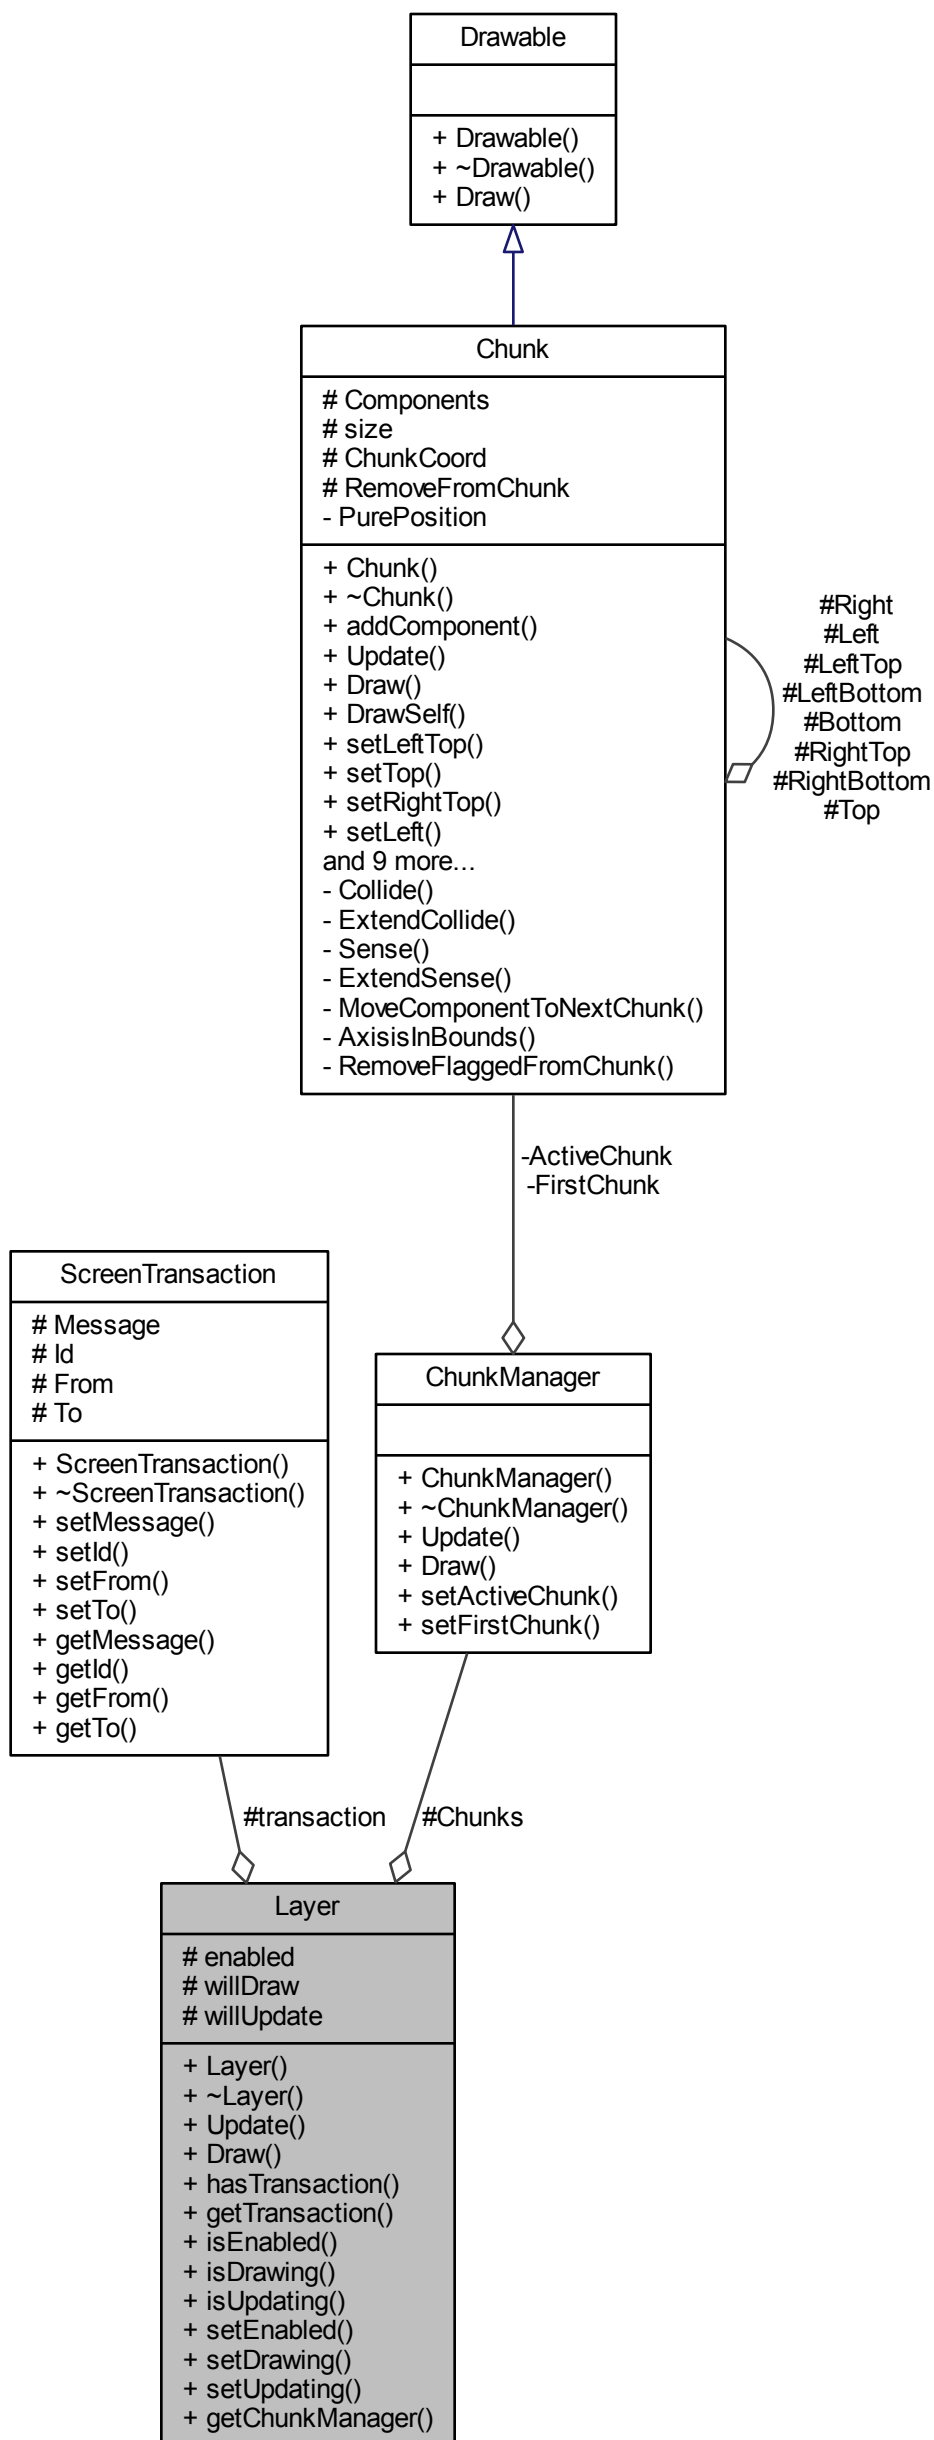 Drawable
+ Drawable()
+ ~Drawable()
+ Draw()
Chunk
# Components
# size
# ChunkCoord
# RemoveFromChunk
- PurePosition
+ Chunk()
+ ~Chunk()
+ addComponent()
+ Update()
+ Draw()
+ DrawSelf()
+ setLeftTop()
+ setTop()
+ setRightTop()
+ setLeft()
and 9 more...
- Collide()
- ExtendCollide()
- Sense()
- ExtendSense()
- MoveComponentToNextChunk()
- AxisisInBounds()
- RemoveFlaggedFromChunk()
#Right
#Left
#LeftTop
#LeftBottom
#Bottom
#RightTop
#RightBottom
#Top
-ActiveChunk
-FirstChunk
ScreenTransaction
# Message
# Id
# From
# To
+ ScreenTransaction()
+ ~ScreenTransaction()
+ setMessage()
+ setId()
+ setFrom()
+ setTo()
+ getMessage()
+ getId()
+ getFrom()
+ getTo()
ChunkManager
+ ChunkManager()
+ ~ChunkManager()
+ Update()
+ Draw()
+ setActiveChunk()
+ setFirstChunk()
#transaction
#Chunks
Layer
# enabled
# willDraw
# willUpdate
+ Layer()
+ ~Layer()
+ Update()
+ Draw()
+ hasTransaction()
+ getTransaction()
+ isEnabled()
+ isDrawing()
+ isUpdating()
+ setEnabled()
+ setDrawing()
+ setUpdating()
+ getChunkManager()